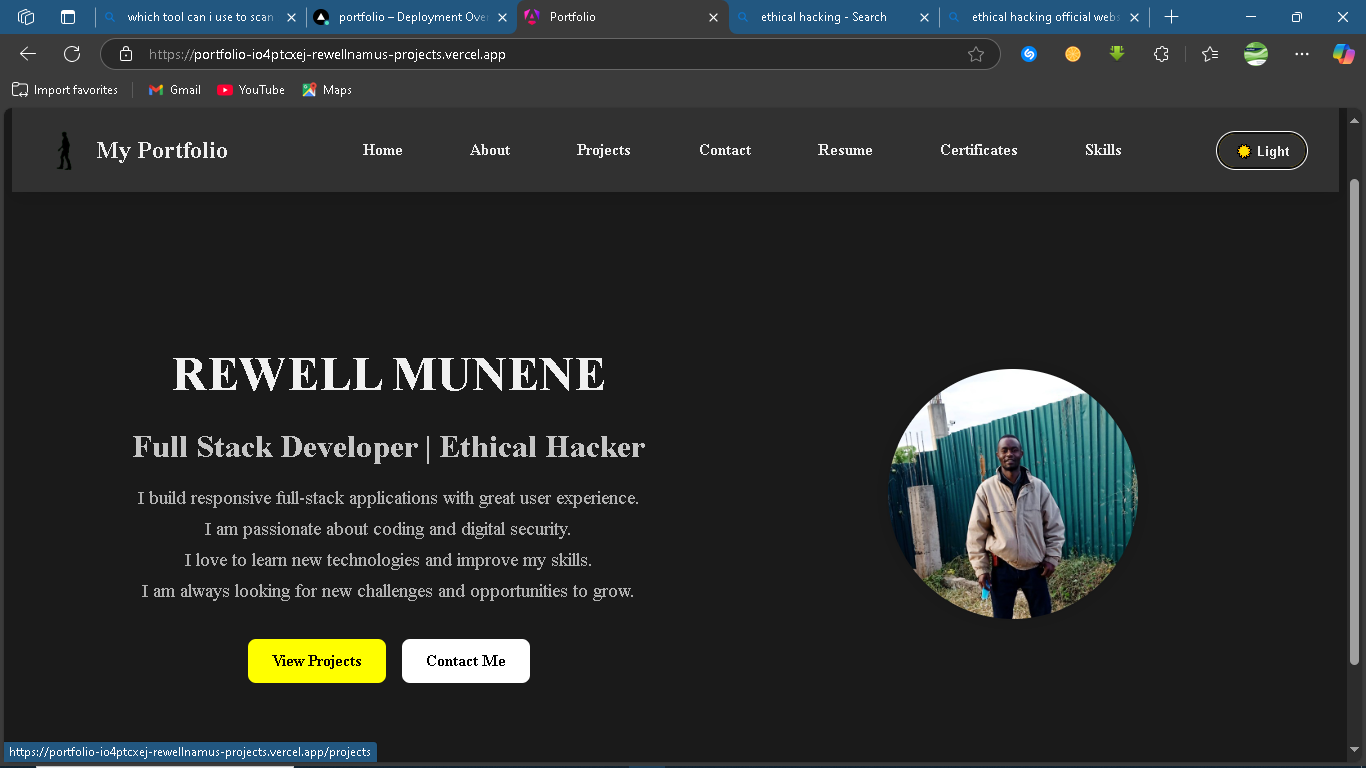 which tool can i use to scan
portfolio – Deployment Ove
Portfolio
ethical hacking - Search
ethical hacking official webs
https://portfolio-io4ptcxej-rewellnamus-projects.vercel.app
Import favorites
Gmail
YouTube
Maps
My Portfolio
Home
About
Projects
Contact
Resume
Certificates
Skills
Light
REWELL MUNENE
Full Stack Developer | Ethical Hacker
I build responsive full-stack applications with great user experience.
I am passionate about coding and digital security.
I love to learn new technologies and improve my skills.
I am always looking for new challenges and opportunities to grow.
View Projects
Contact Me
https://portfolio-io4ptcxej-rewellnamus-projects.vercel.app/projects